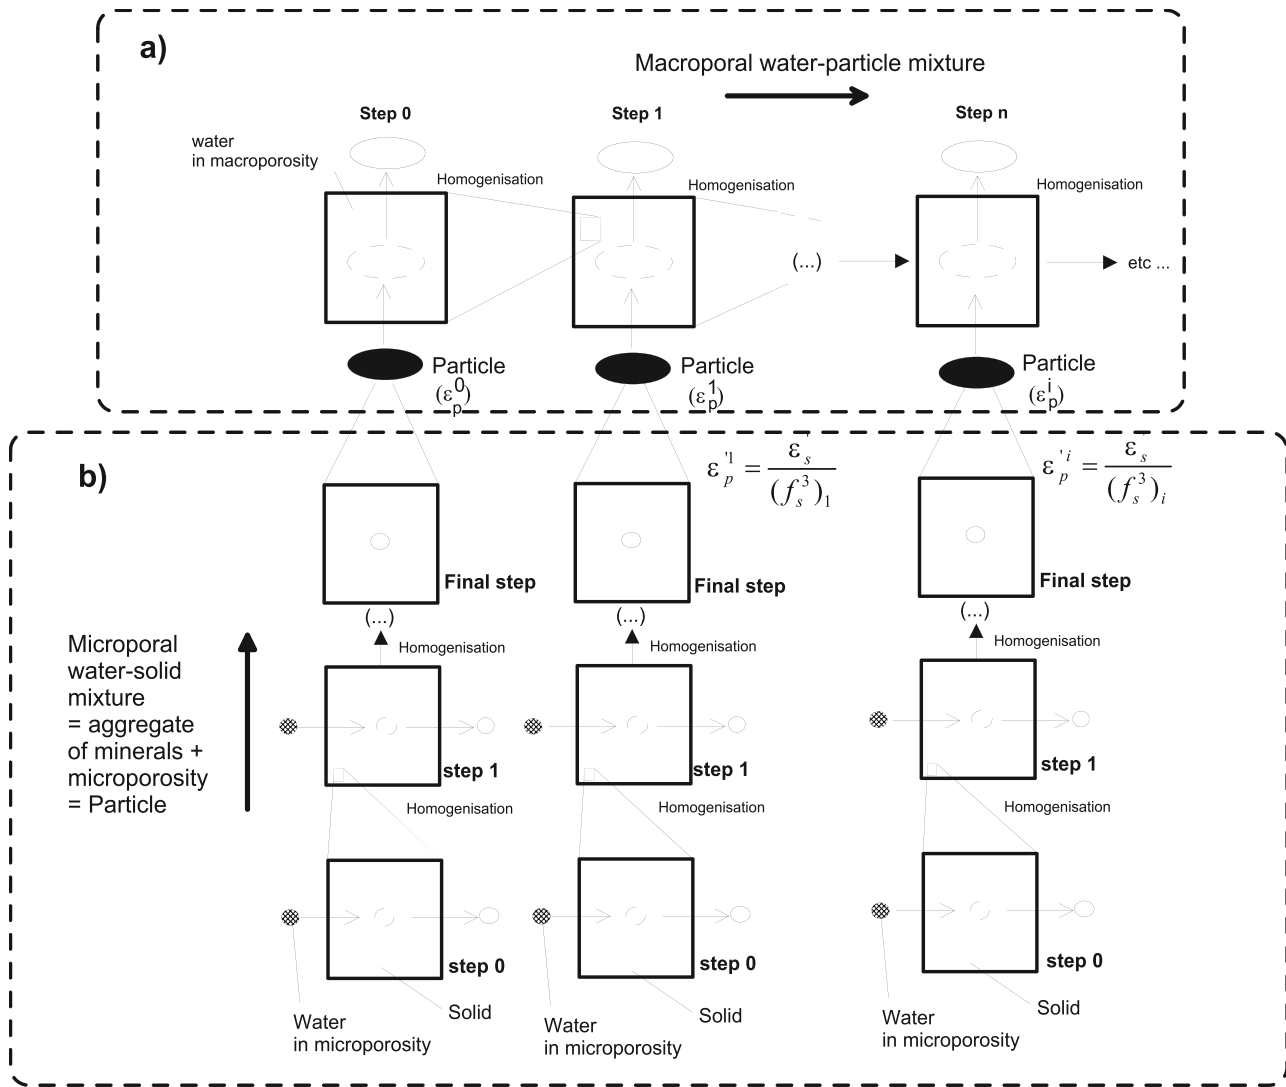 a)
Macroporal water-particle mixture
Step 0
Step 1
Step n
water
in macroporosity
Homogenisation
Homogenisation
Homogenisation
(...)
etc ...
Particle
(ε_p^0)
Particle
(ε_p^1)
Particle
(ε_p^i)
b)
ε_p^'1 = ε_s^' / (f_s^3)_1
ε_p^'i = ε_s / (f_s^3)_i
Final step
Final step
Final step
(...)
(...)
(...)
Homogenisation
Homogenisation
Homogenisation
Microporal
water-solid
mixture
= aggregate
of minerals +
microporosity
= Particle
step 1
step 1
step 1
Homogenisation
Homogenisation
Homogenisation
step 0
step 0
step 0
Solid
Solid
Solid
Water
in microporosity
Water
in microporosity
Water
in microporosity